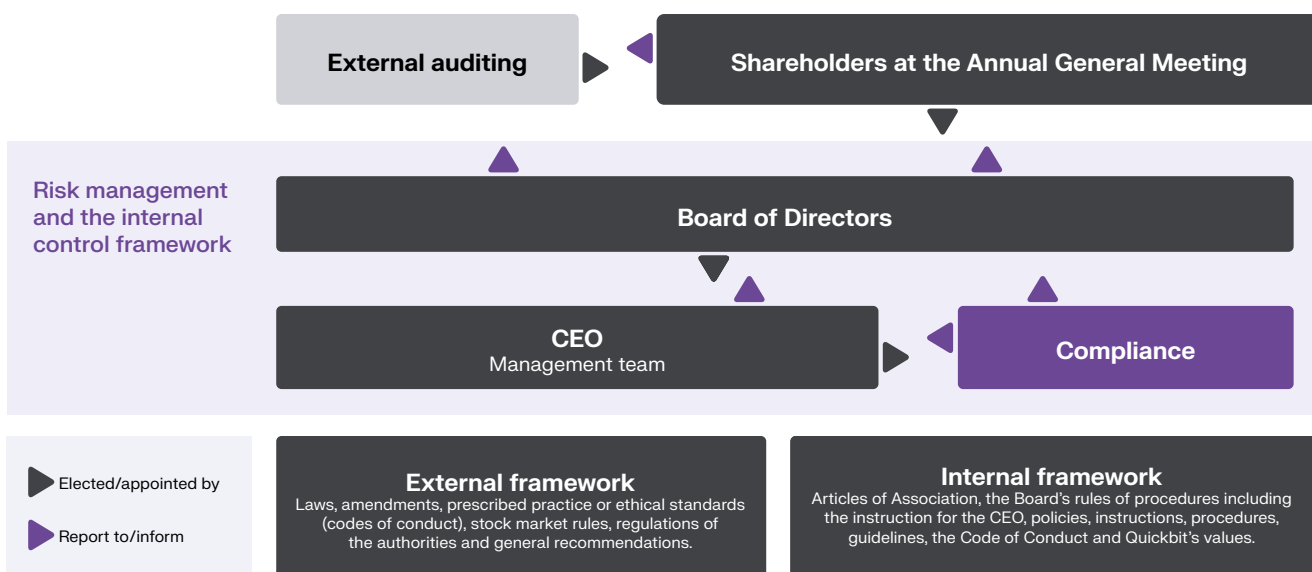 External auditing
Shareholders at the Annual General Meeting
Risk management
and the internal
control framework
Board of Directors
CEO
Management team
Compliance
Elected/appointed by
Report to/inform
External framework
Laws, amendments, prescribed practice or ethical standards
(codes of conduct), stock market rules, regulations of
the authorities and general recommendations.
Internal framework
Articles of Association, the Board's rules of procedures including
the instruction for the CEO, policies, instructions, procedures,
guidelines, the Code of Conduct and Quickbit's values.